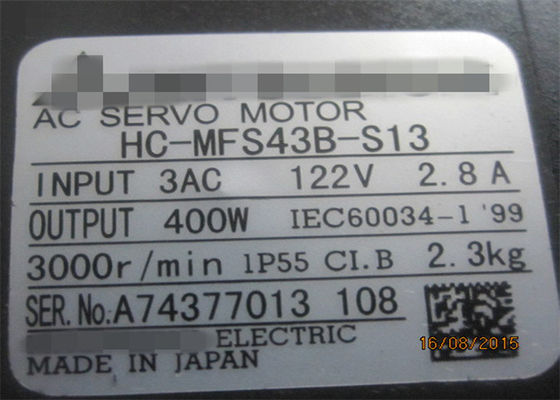 AC SERVO MOTOR
HC-MFS43B-S13
INPUT 3AC 122V 2.8A
OUTPUT 400W IEC60034-1 '99
3000r/min IP55 CI.B 2.3kg
SER.No.A74377013 108
ELECTRIC
MADE IN JAPAN
16/08/2015